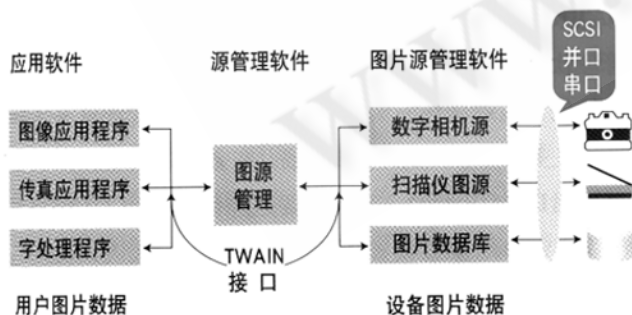 应用软件
源管理软件
图片源管理软件
SCSI
并口
串口
图像应用程序
传真应用程序
字处理程序
图源
管理
数字相机源
扫描仪图源
图片数据库
TWAIN
接口
用户图片数据
设备图片数据